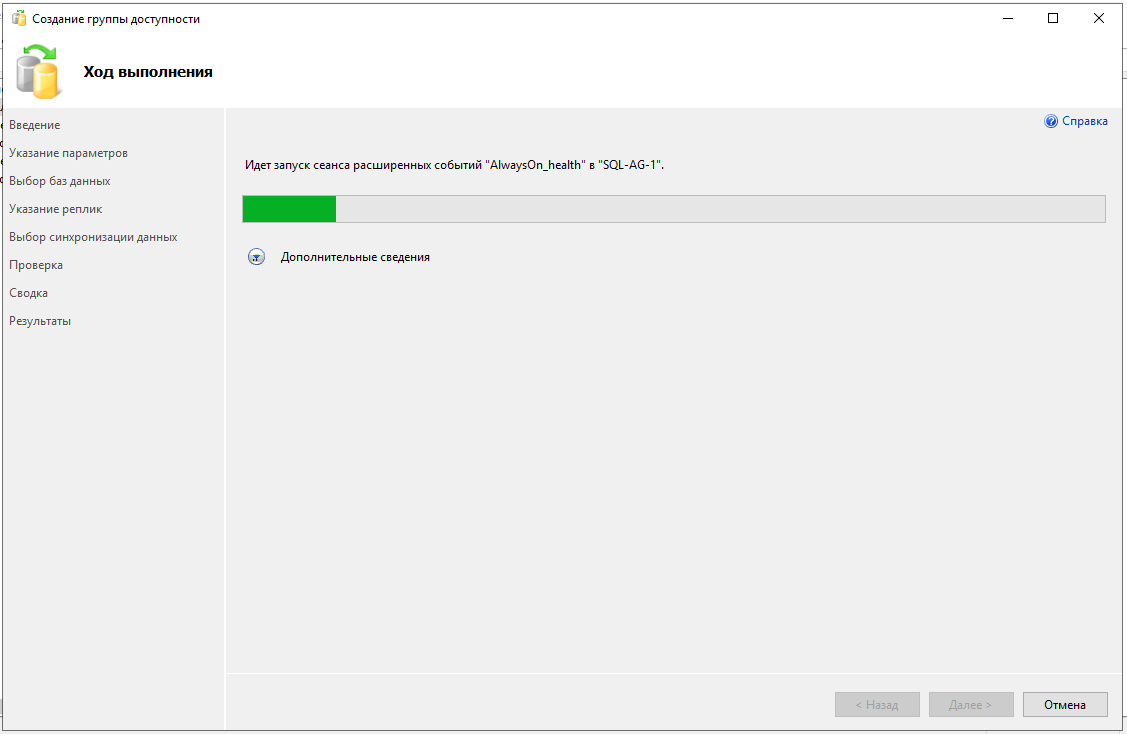 Создание группы доступности
Ход выполнения
Введение
Указание параметров
Выбор баз данных
Указание реплик
Выбор синхронизации данных
Проверка
Сводка
Результаты
Справка
Идет запуск сеанса расширенных событий "AlwaysOn_health" в "SQL-AG-1".
Дополнительные сведения
< Назад
Далее >
Отмена